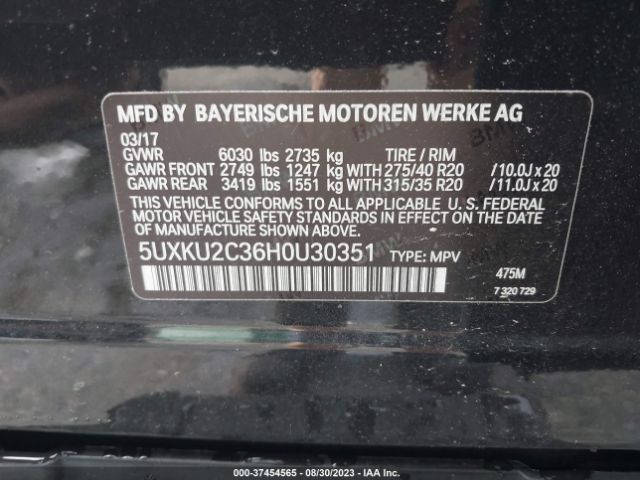 MFD BY BAYERISCHE MOTOREN WERKE AG
03/17
GVWR 6030 lbs 2735 kg TIRE / RIM
GAWR FRONT 2749 lbs 1247 kg WITH 275/40 R20 /10.0J x 20
GAWR REAR 3419 lbs 1551 kg WITH 315/35 R20 /11.0J x 20
THIS VEHICLE CONFORMS TO ALL APPLICABLE U. S. FEDERAL
MOTOR VEHICLE SAFETY STANDARDS IN EFFECT ON THE
DATE OF MANUFACTURE SHOWN ABOVE.
5UXKU2C36H0U30351 TYPE: MPV
475M
7 320 729
000-37454565 - 08/30/2023 - IAA Inc.